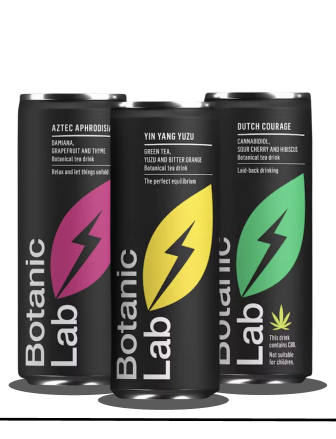 AZTEC APHRODISI
DAMIANA,
GRAPEFRUIT AND THYME
Botanical tea drink
Relax and let things unfold
Botanic
Lab
YIN YANG YUZU
GREEN TEA,
YUZU AND BITTER ORANGE
Botanical tea drink
The perfect equilibrium
Botanic
Lab
DUTCH COURAGE
CANNABIDIOL,
SOUR CHERRY AND HIBISCUS
Botanical tea drink
Laid-back drinking
Botanic
Lab
This drink
contains CBD.
Not suitable
for children.